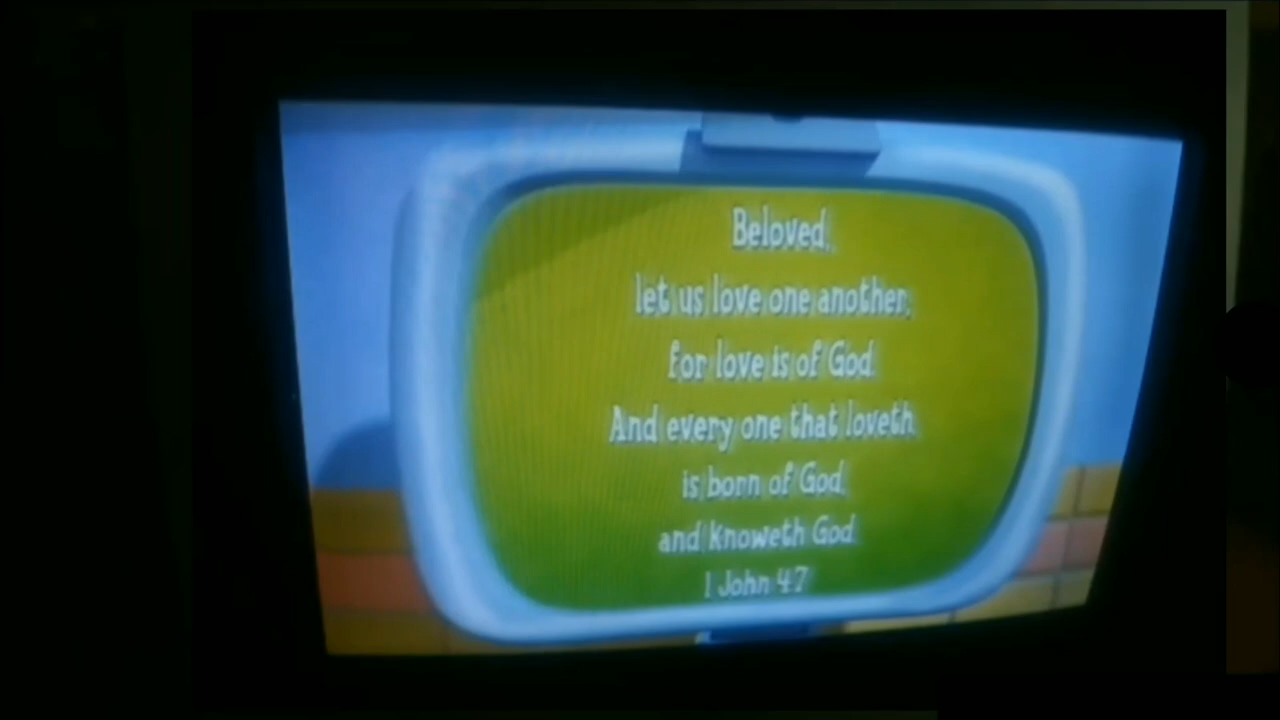 Beloved,
let us love one another,
for love is of God.
And every one that loveth
is born of God,
and knoweth God.
1 John 4:7